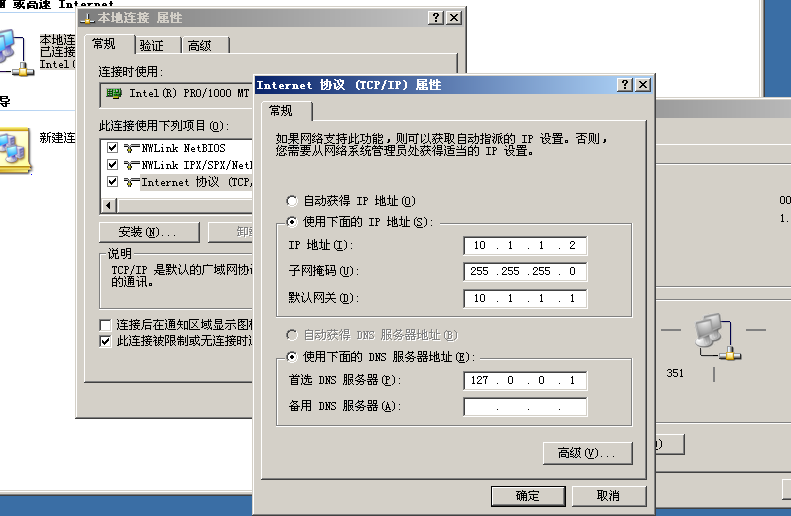 或高速 Internet
本地连
已连接
Intel(
新建连
本地连接 属性
常规
验证
高级
连接时使用:
Intel(R) PRO/1000 MT
此连接使用下列项目(O):
NWLink NetBIOS
NWLink IPX/SPX/Net
Internet 协议 (TCP/
安装(N)...
卸
说明
TCP/IP 是默认的广域网协
的通讯。
连接后在通知区域显示图
此连接被限制或无连接时
Internet 协议 (TCP/IP) 属性
常规
如果网络支持此功能，则可以获取自动指派的 IP 设置。否则，
您需要从网络系统管理员处获得适当的 IP 设置。
自动获得 IP 地址(O)
使用下面的 IP 地址(S):
IP 地址(I):
10 . 1 . 1 . 2
子网掩码(U):
255 .255 .255 . 0
默认网关(D):
10 . 1 . 1 . 1
自动获得 DNS 服务器地址(B)
使用下面的 DNS 服务器地址(E):
首选 DNS 服务器(P):
127 . 0 . 0 . 1
备用 DNS 服务器(A):
. . .
高级(V)...
确定
取消
00
1.
351